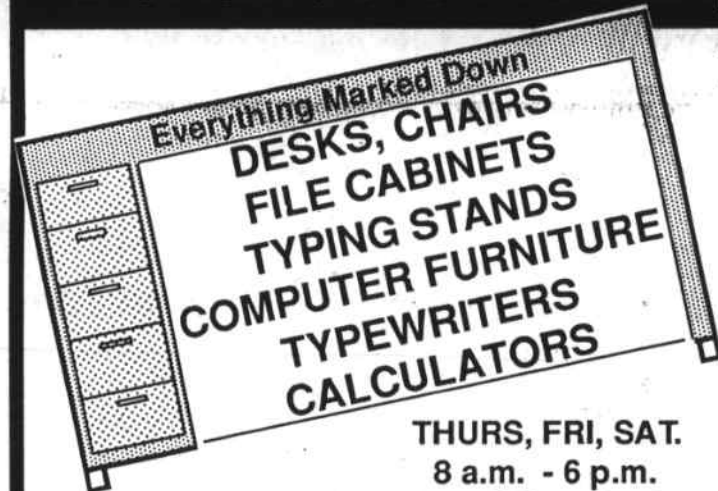 Everything Marked Down
DESKS, CHAIRS
FILE CABINETS
TYPING STANDS
COMPUTER FURNITURE
TYPEWRITERS
CALCULATORS
THURS, FRI, SAT.
8 a.m. - 6 p.m.